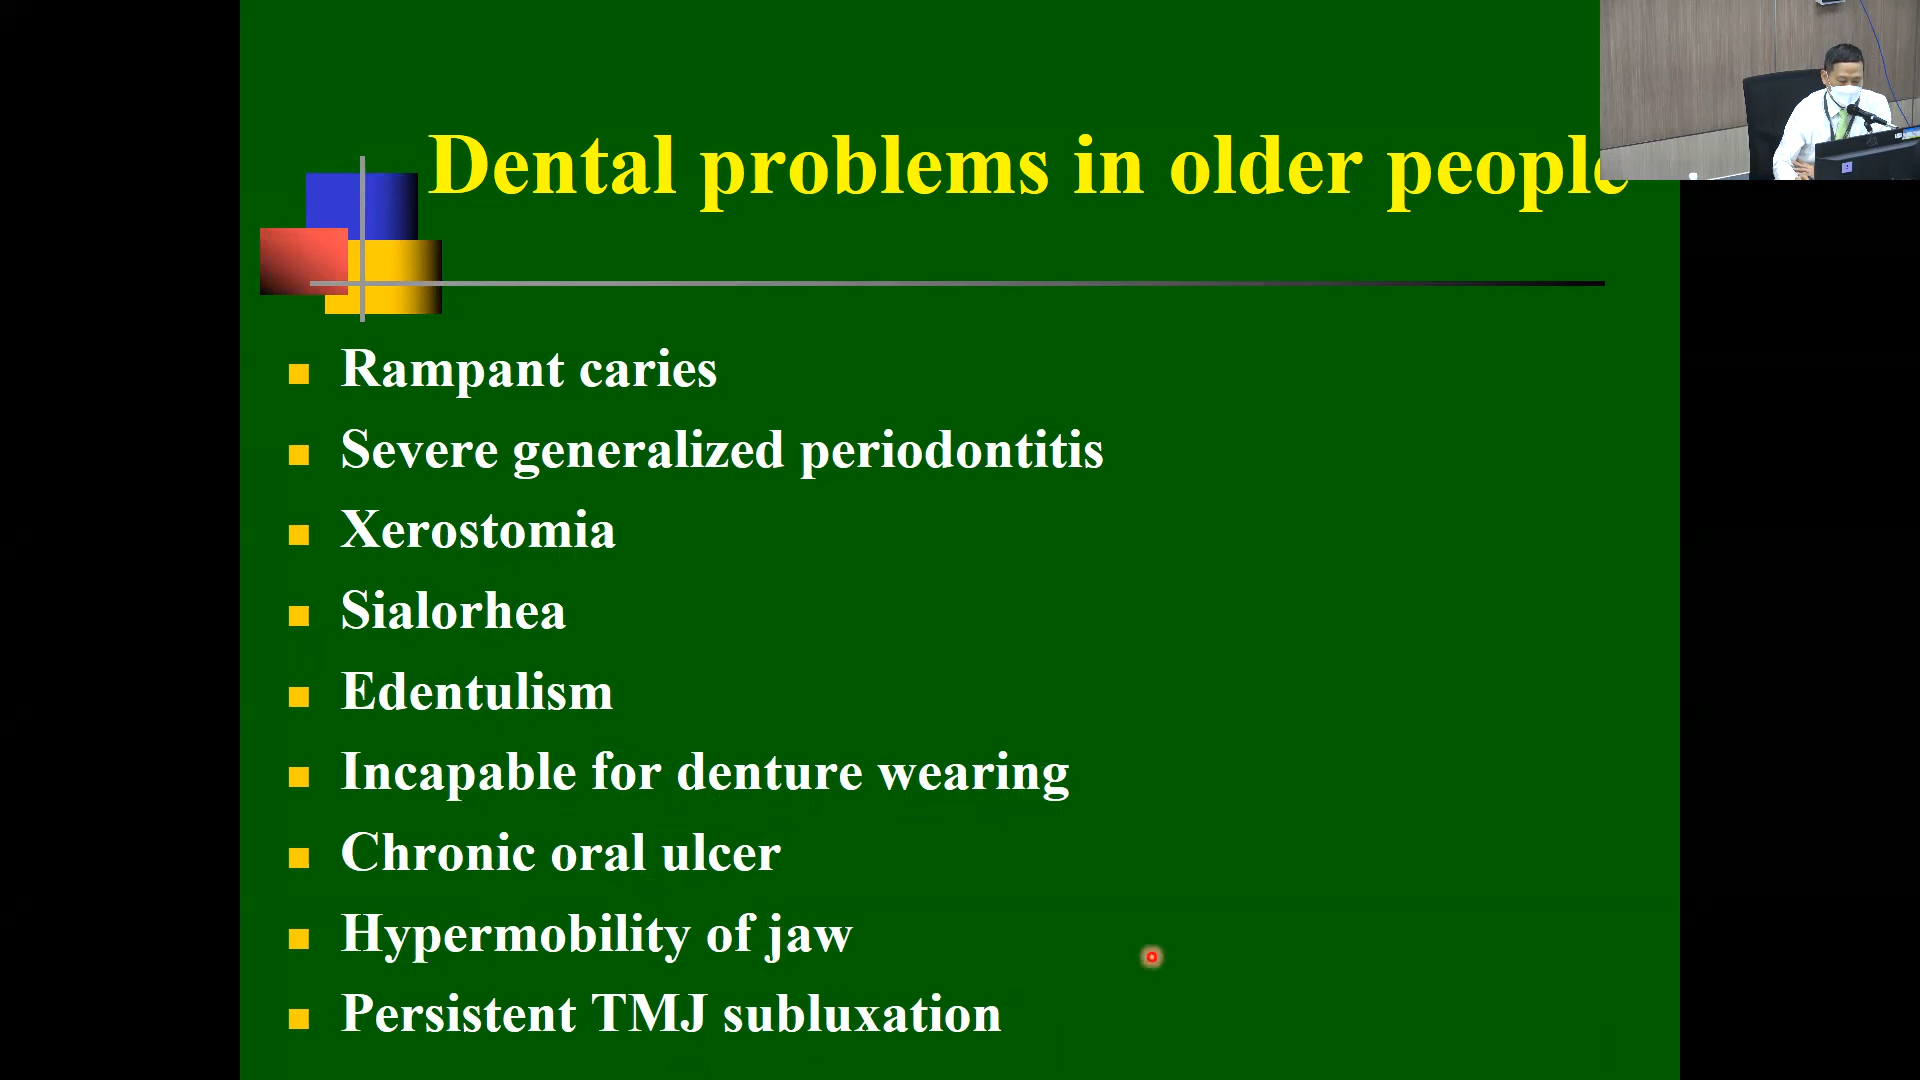 Dental problems in older people
Rampant caries
Severe generalized periodontitis
Xerostomia
Sialorhea
Edentulism
Incapable for denture wearing
Chronic oral ulcer
Hypermobility of jaw
Persistent TMJ subluxation